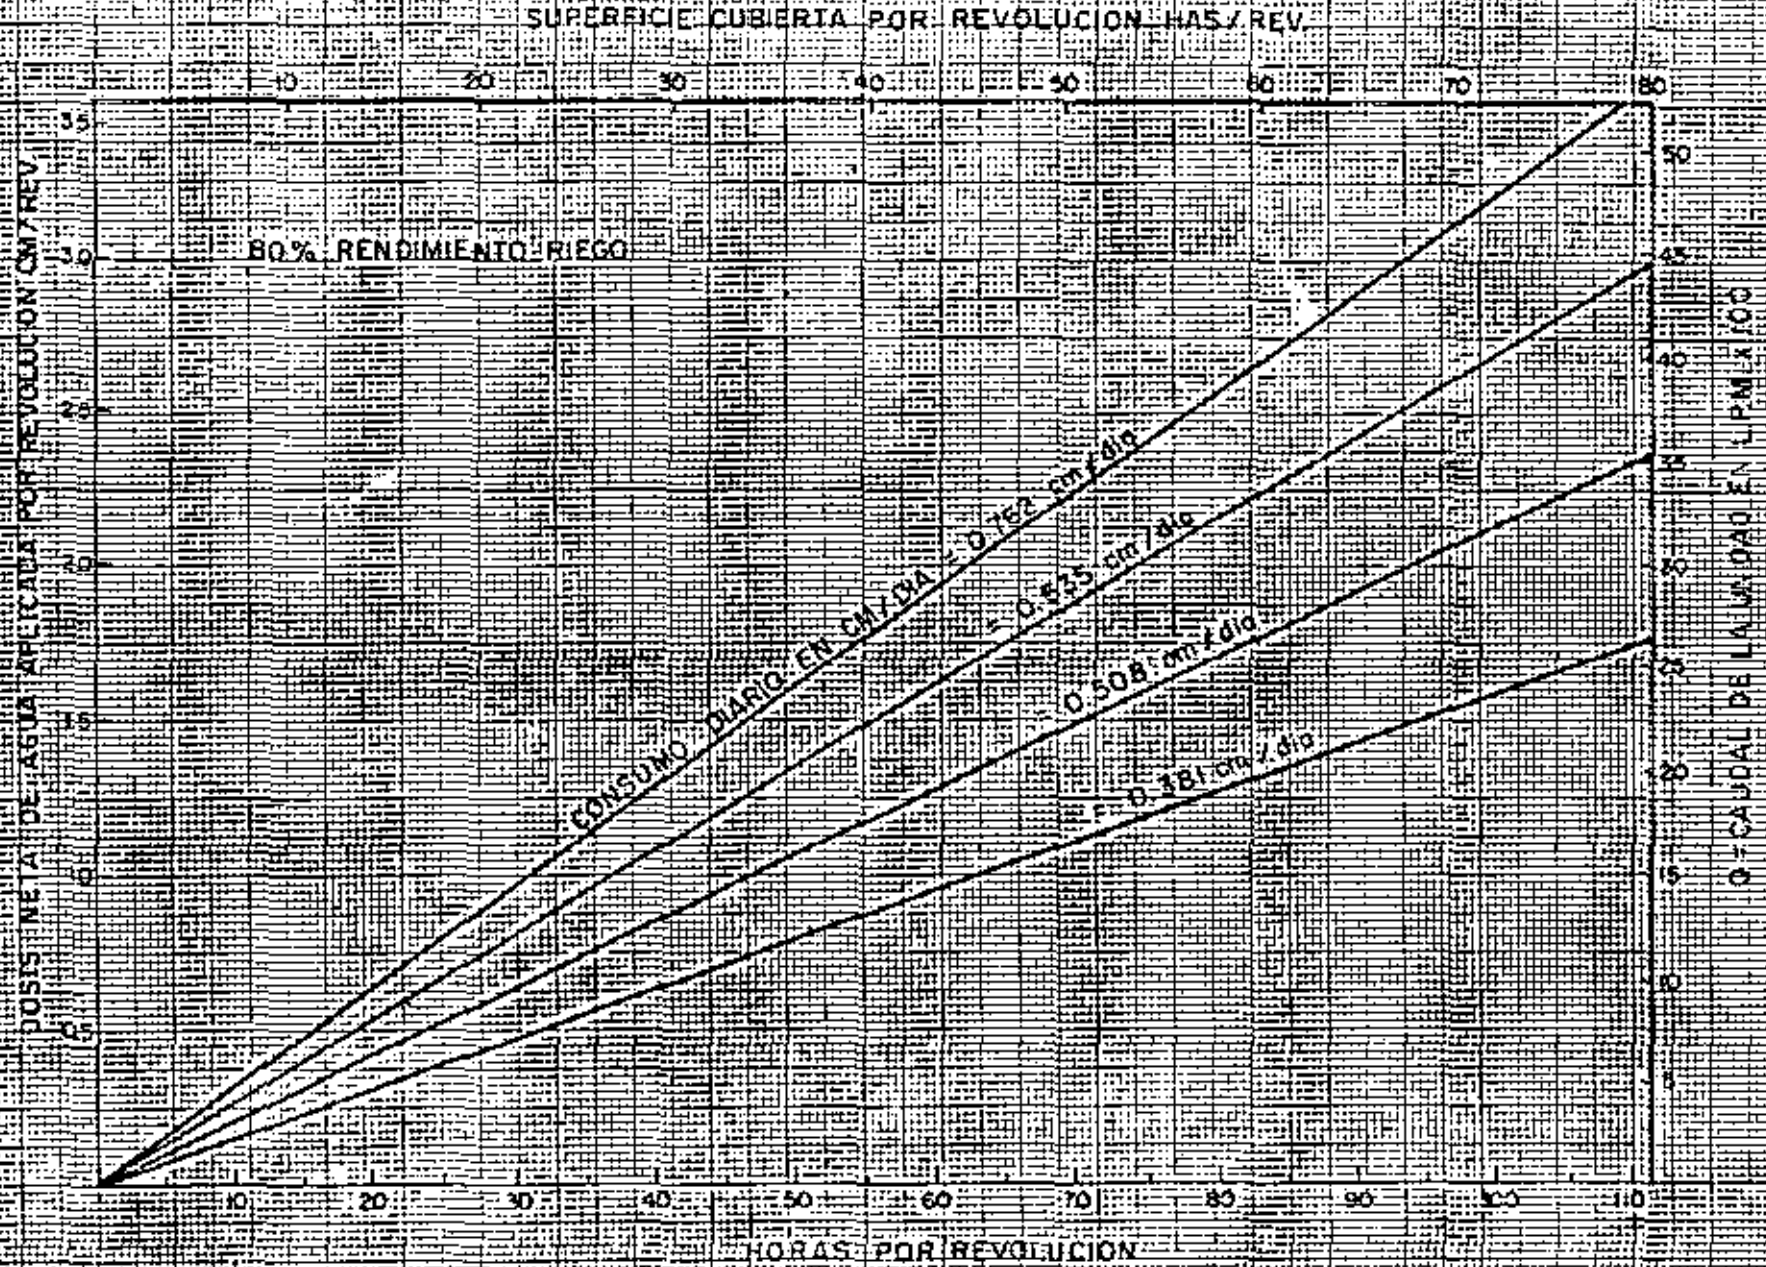 SUPERFICIE CUBIERTA POR REVOLUCION HAS/REV.
10 20 30 40 50 60 70 80
DOSIS NETA DE AGUA APLICADA POR REVOLUCION CM/REV.
3.5
3.0
2.5
2.0
1.5
1.0
0.5
80% RENDIMIENTO RIEGO
CONSUMO DIARIO EN CM/DIA = 0.762 cm/dia
= 0.635 cm/dia
= 0.508 cm/dia
= 0.381 cm/dia
50
45
40
35
30
25
20
15
10
5
Q = CAUDAL DE LA UNIDAD EN L.P.M. X 100
10 20 30 40 50 60 70 80 90 100 110
HORAS POR REVOLUCION